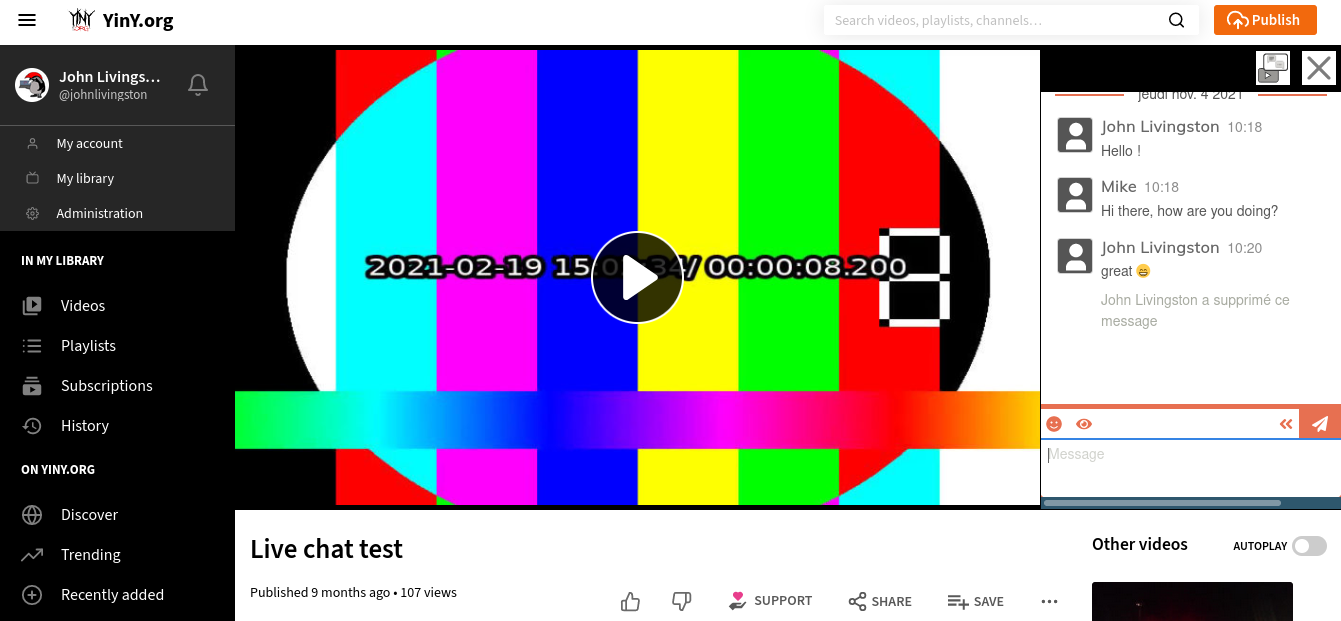 YinY.org
Search videos, playlists, channels…
Publish
John Livings…
@johnlivingston
My account
My library
Administration
IN MY LIBRARY
Videos
Playlists
Subscriptions
History
ON YINY.ORG
Discover
Trending
Recently added
2021-02-19 15:0 34/ 00:00:08.200
8
jeudi nov. 4 2021
John Livingston 10:18
Hello !
Mike 10:18
Hi there, how are you doing?
John Livingston 10:20
great 😄
John Livingston a supprimé ce
message
Message
Live chat test
Published 9 months ago • 107 views
SUPPORT
SHARE
SAVE
Other videos
AUTOPLAY